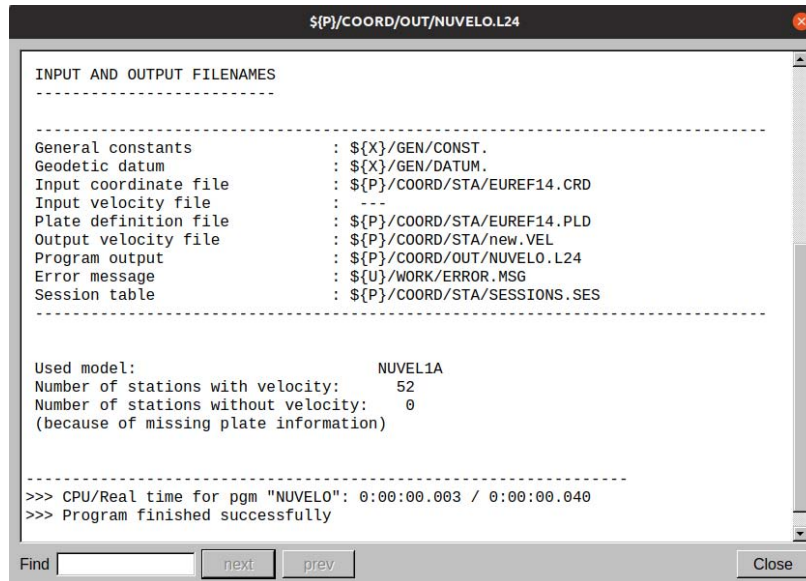 ${P}/COORD/OUT/NUVELO.L24
INPUT AND OUTPUT FILENAMES
--------------------------
-------------------------------------------------------------------------------
General constants : ${X}/GEN/CONST.
Geodetic datum : ${X}/GEN/DATUM.
Input coordinate file : ${P}/COORD/STA/EUREF14.CRD
Input velocity file : ---
Plate definition file : ${P}/COORD/STA/EUREF14.PLD
Output velocity file : ${P}/COORD/STA/new.VEL
Program output : ${P}/COORD/OUT/NUVELO.L24
Error message : ${U}/WORK/ERROR.MSG
Session table : ${P}/COORD/STA/SESSIONS.SES
-------------------------------------------------------------------------------
Used model: NUVEL1A
Number of stations with velocity: 52
Number of stations without velocity: 0
(because of missing plate information)
-----------------------------------------------------------------
>>> CPU/Real time for pgm "NUVELO": 0:00:00.003 / 0:00:00.040
>>> Program finished successfully
Find next prev Close